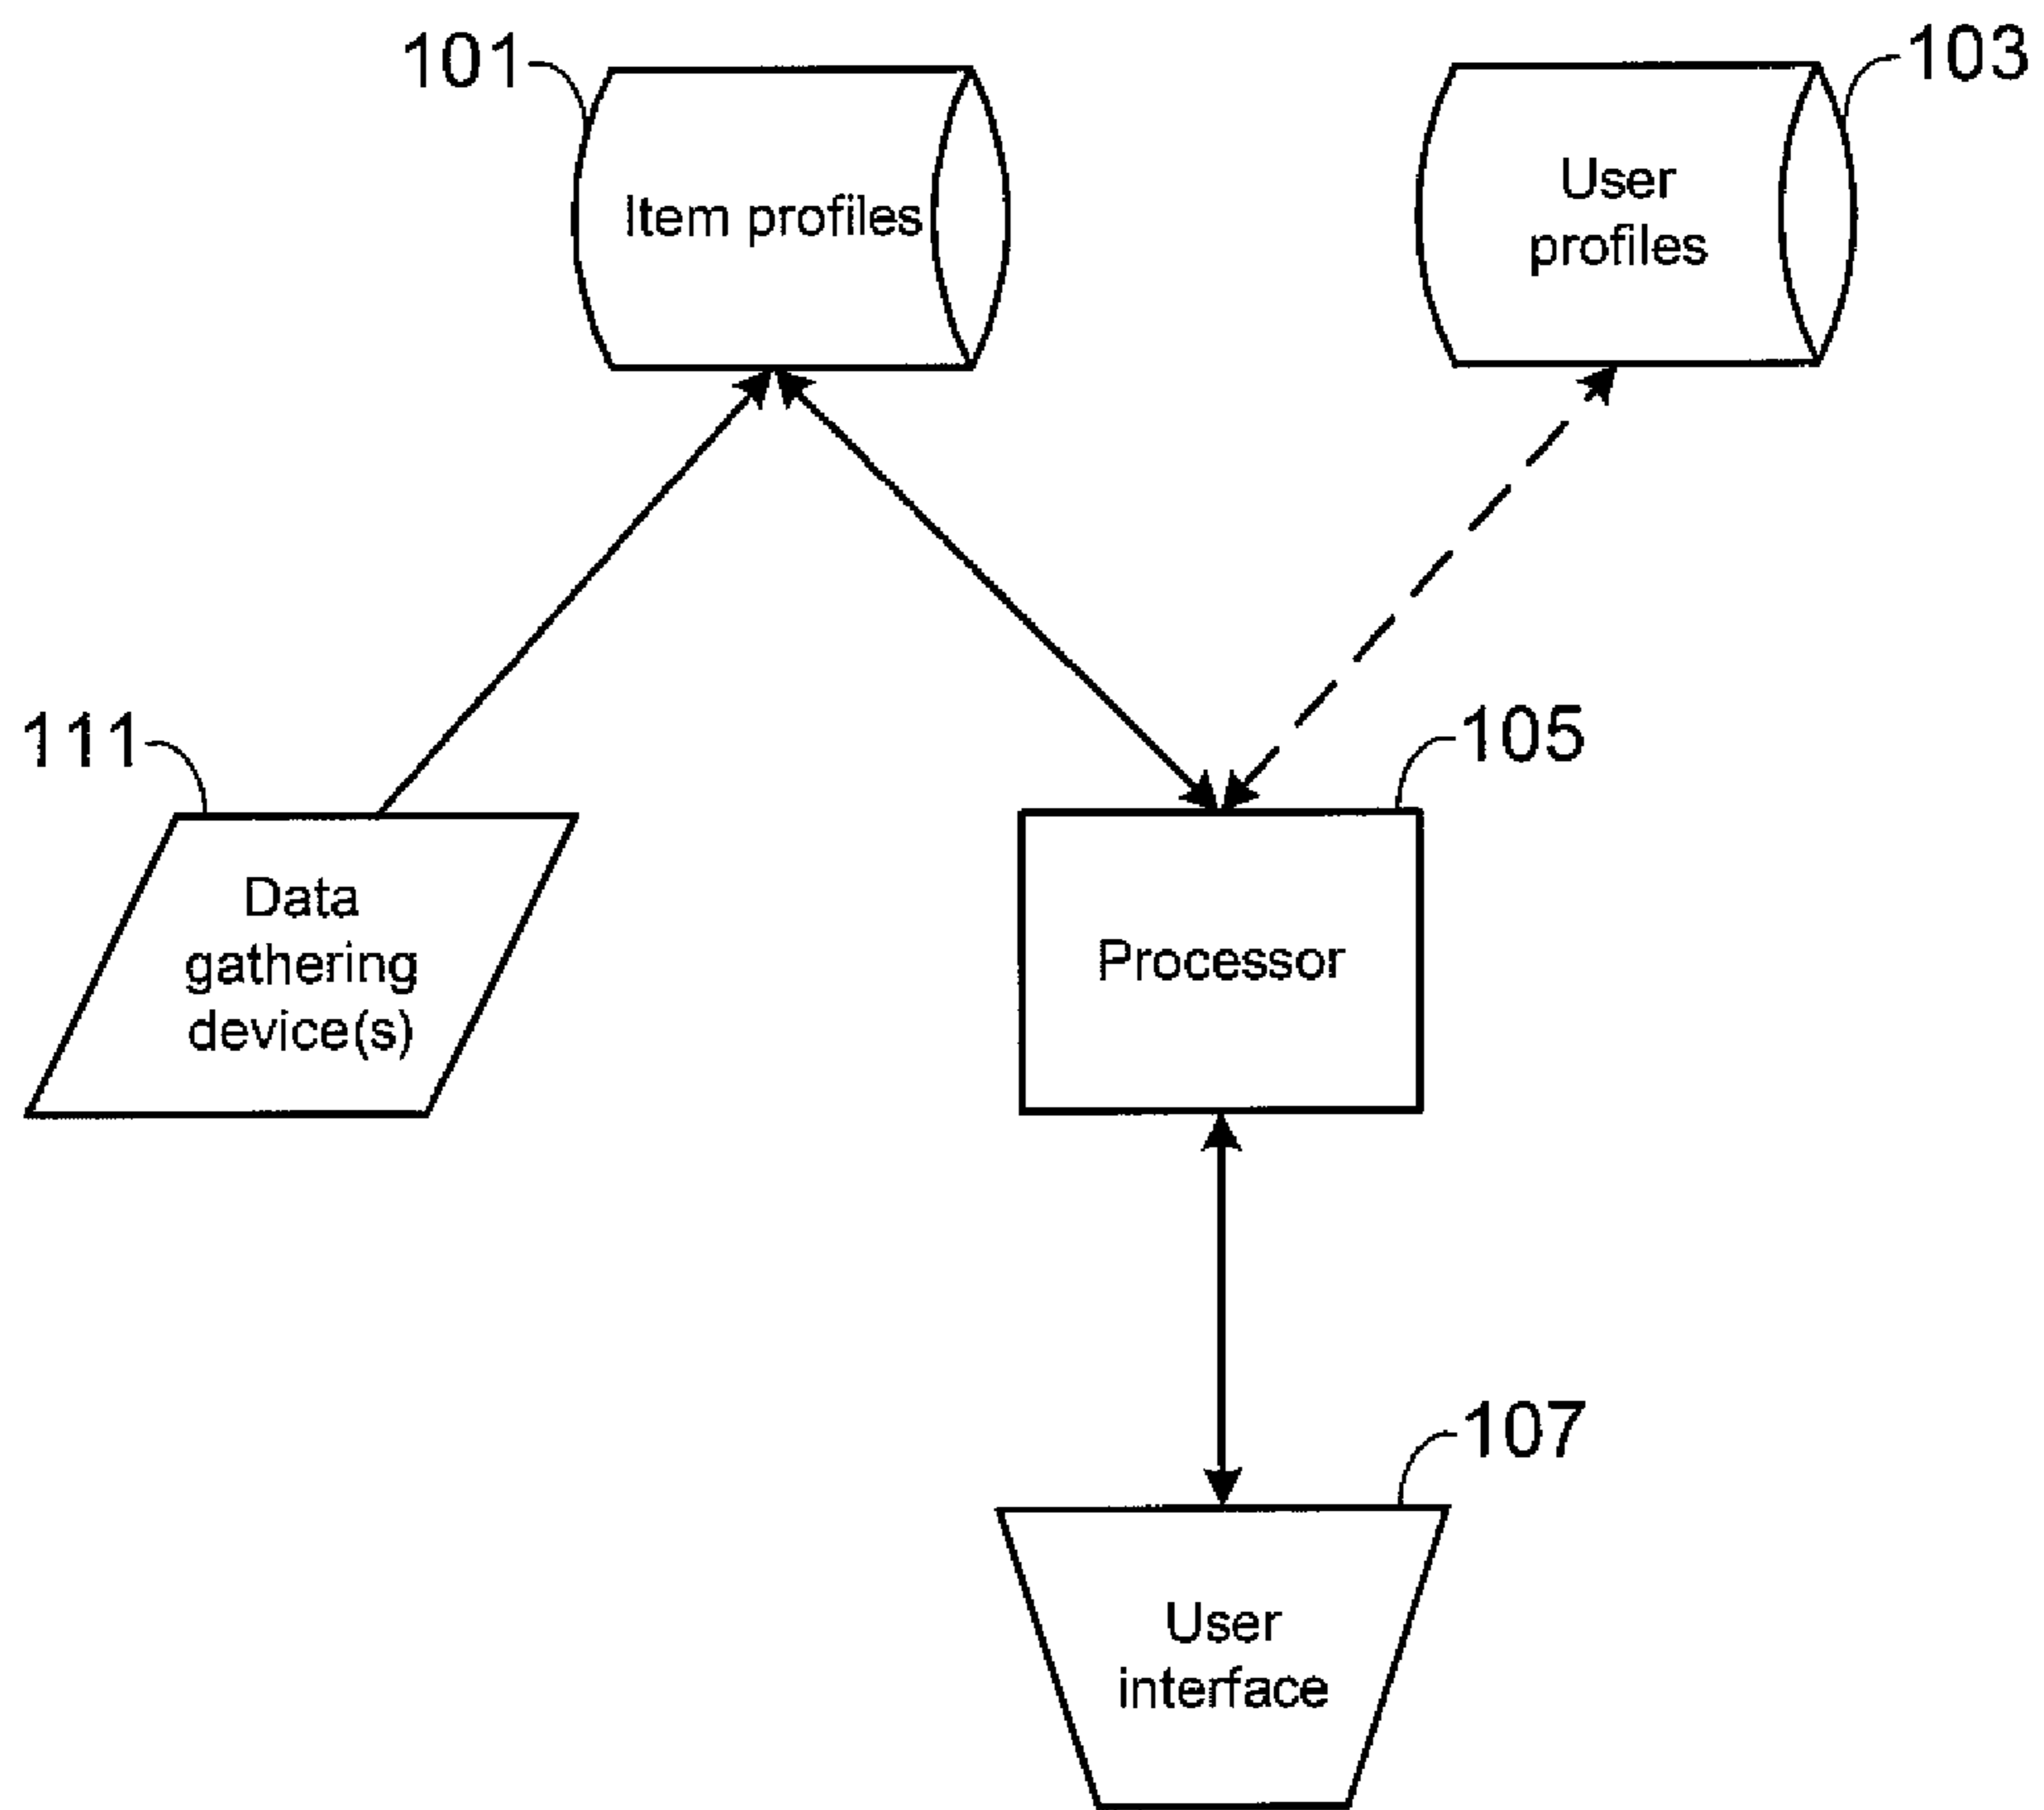 101
103
Item profiles
User
profiles
111
105
Data
gathering
device(s)
Processor
107
User
interface